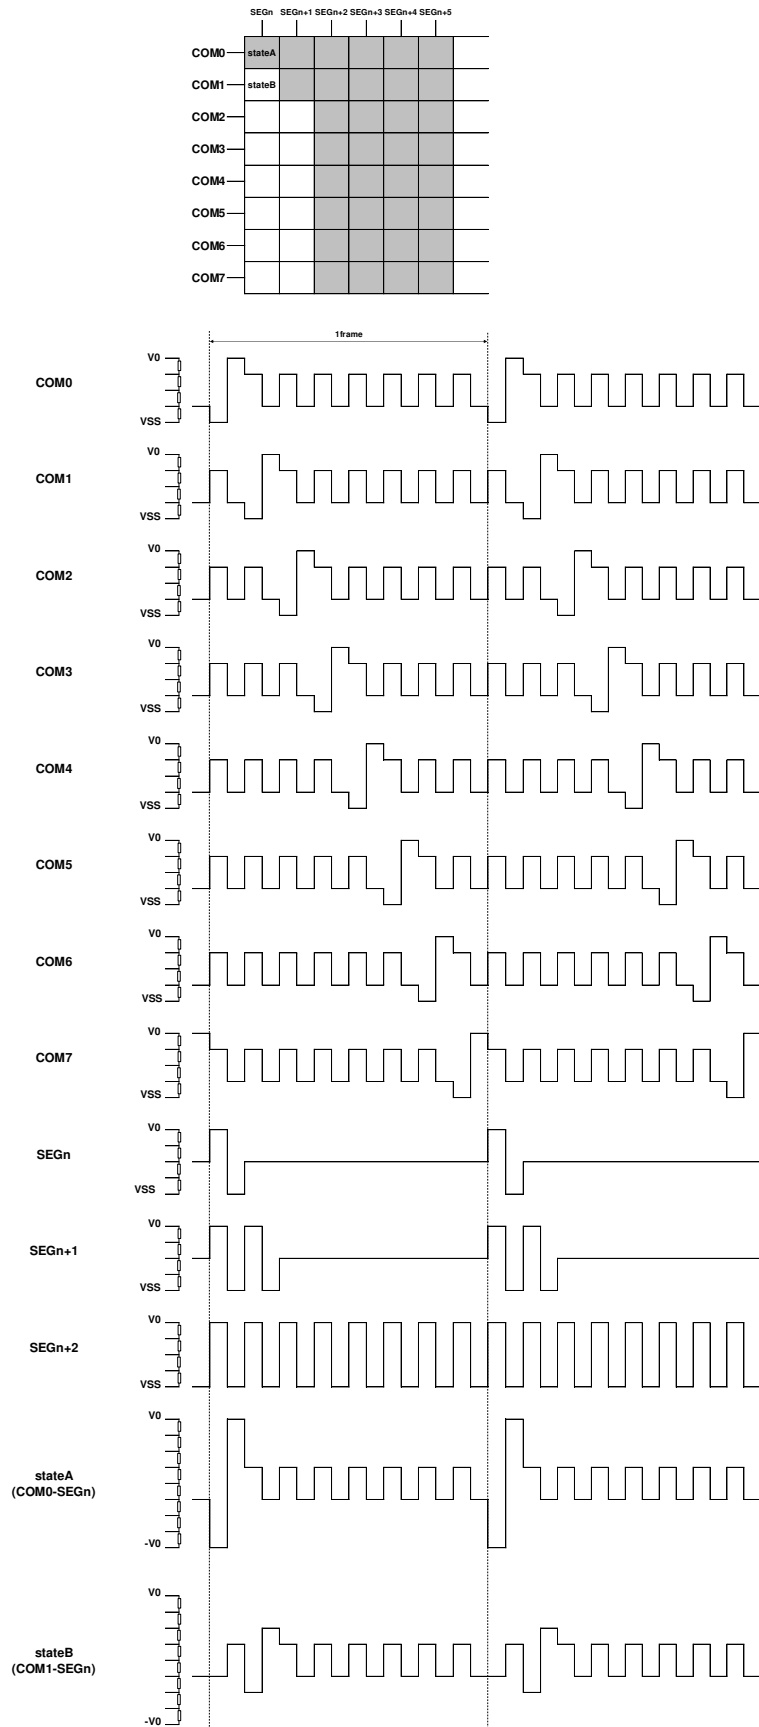 SEGn SEGn+1 SEGn+2 SEGn+3 SEGn+4 SEGn+5
COM0 stateA
COM1 stateB
COM2
COM3
COM4
COM5
COM6
COM7
1frame
V0
COM0
VSS
V0
COM1
VSS
V0
COM2
VSS
V0
COM3
VSS
V0
COM4
VSS
V0
COM5
VSS
V0
COM6
VSS
V0
COM7
VSS
V0
SEGn
VSS
V0
SEGn+1
VSS
V0
SEGn+2
VSS
V0
stateA
(COM0-SEGn)
-V0
V0
stateB
(COM1-SEGn)
-V0